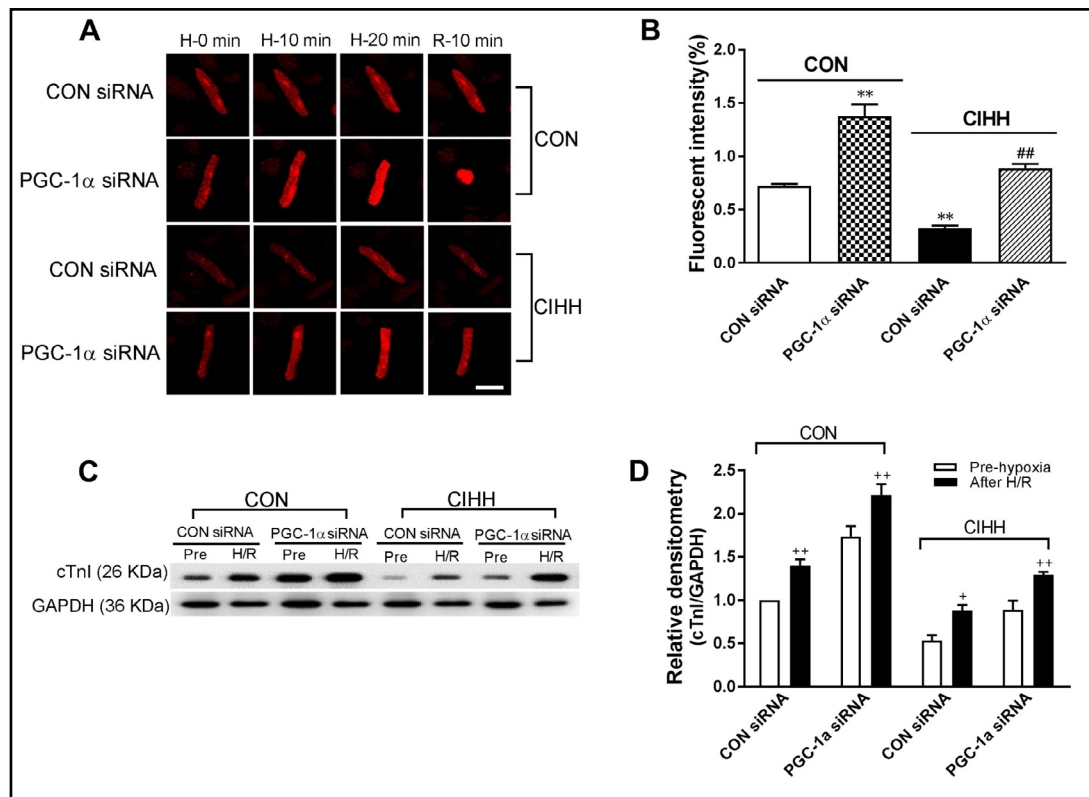 A
H-0 min H-10 min H-20 min R-10 min
CON siRNA
PGC-1α siRNA
CON
CON siRNA
PGC-1α siRNA
CIHH
B
Fluorescent intensity(%)
2.0
1.5
1.0
0.5
0.0
CON
**
CIHH
**
##
CON siRNA
PGC-1α siRNA
CON siRNA
PGC-1α siRNA
C
CON CIHH
CON siRNA PGC-1α siRNA CON siRNA PGC-1α siRNA
Pre H/R Pre H/R Pre H/R Pre H/R
cTnI (26 KDa)
GAPDH (36 KDa)
D
Relative densitometry
(cTnI/GAPDH)
2.5
2.0
1.5
1.0
0.5
0.0
CON
Pre-hypoxia
After H/R
CIHH
++
++
+
++
CON siRNA
PGC-1a siRNA
CON siRNA
PGC-1a siRNA